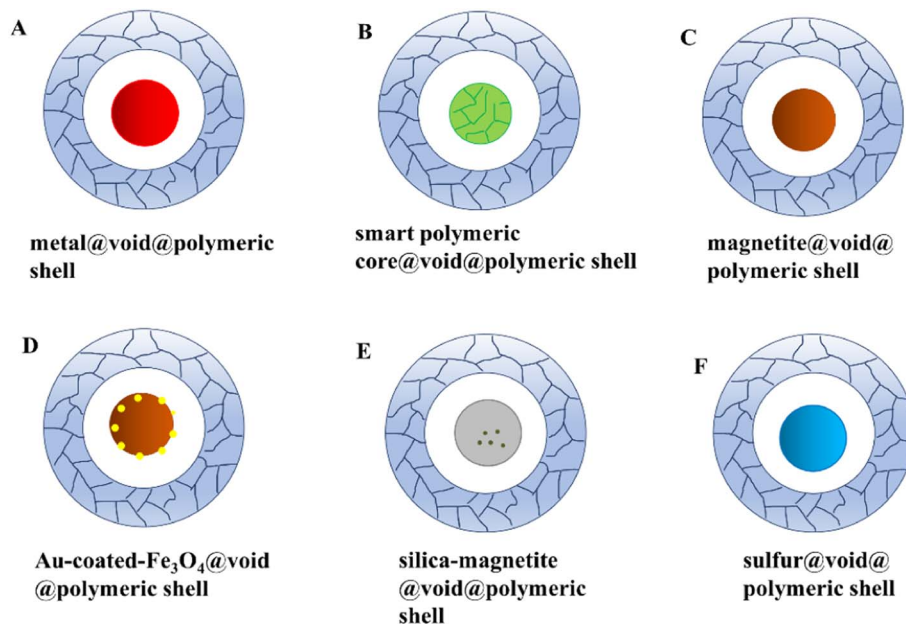 A
B
C
metal@void@polymeric
shell
smart polymeric
core@void@polymeric shell
magnetite@void@
polymeric shell
D
E
F
Au-coated-Fe₃O₄@void
@polymeric shell
silica-magnetite
@void@polymeric
shell
sulfur@void@
polymeric shell